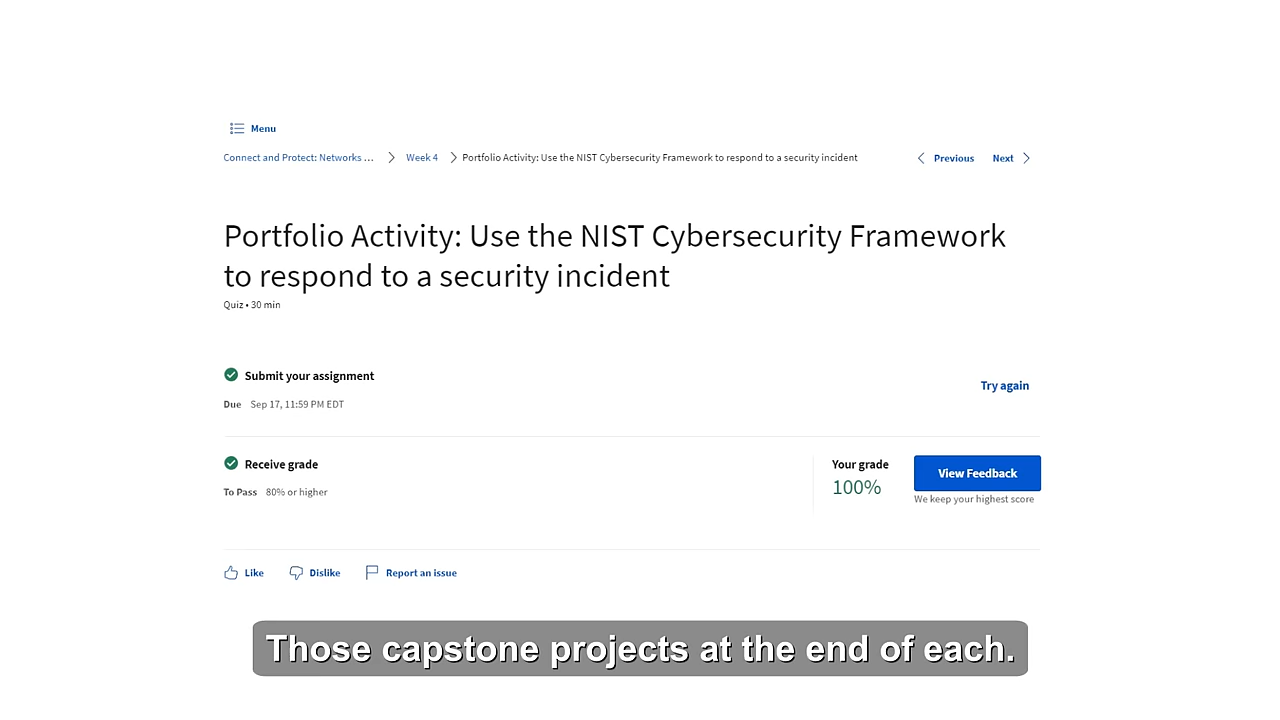 Menu
Connect and Protect: Networks ... > Week 4 > Portfolio Activity: Use the NIST Cybersecurity Framework to respond to a security incident
Previous Next
Portfolio Activity: Use the NIST Cybersecurity Framework
to respond to a security incident
Quiz • 30 min
Submit your assignment
Try again
Due Sep 17, 11:59 PM EDT
Receive grade
Your grade
View Feedback
100%
To Pass 80% or higher
We keep your highest score
Like Dislike Report an issue
Those capstone projects at the end of each.